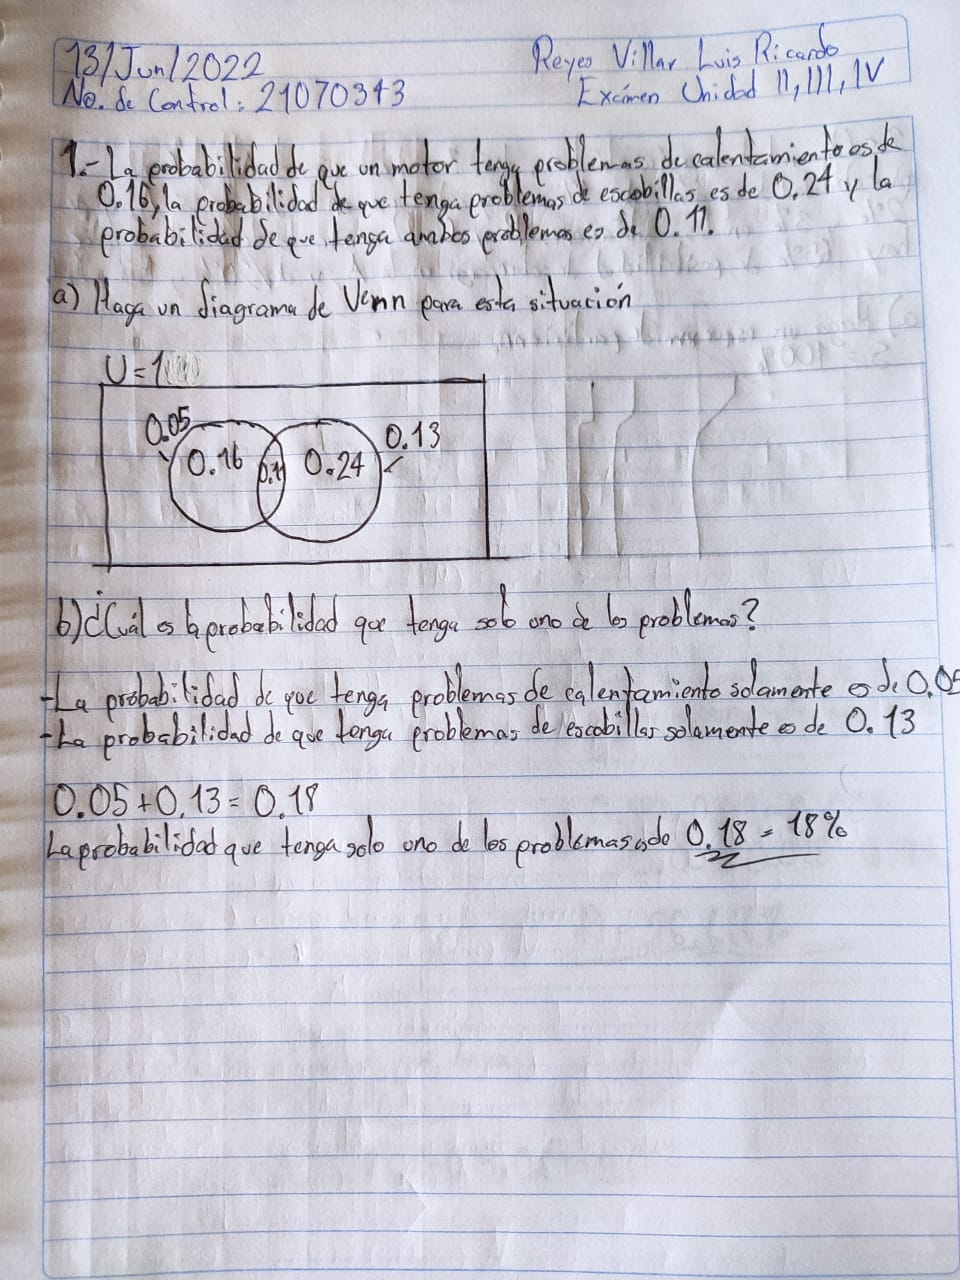 13/Jun/2022
Reyes Villar Luis Ricardo
No. de Control: 21070343
Exámen Unidad II, III, IV
1.- La probabilidad de que un motor tenga problemas de calentamiento es de
0.16, la probabilidad de que tenga problemas de escobillas es de 0.24 y la
probabilidad de que tenga ambos problemas es de 0.11.
a) Haga un diagrama de Venn para esta situación
U = 1
0.05
0.13
0.16 0.11 0.24
b) ¿Cuál es la probabilidad que tenga solo uno de los problemas?
-La probabilidad de que tenga problemas de calentamiento solamente es de 0.05
-La probabilidad de que tenga problemas de escobillas solamente es de 0.13
0.05 + 0.13 = 0.18
La probabilidad que tenga solo uno de los problemas es de 0.18 = 18%